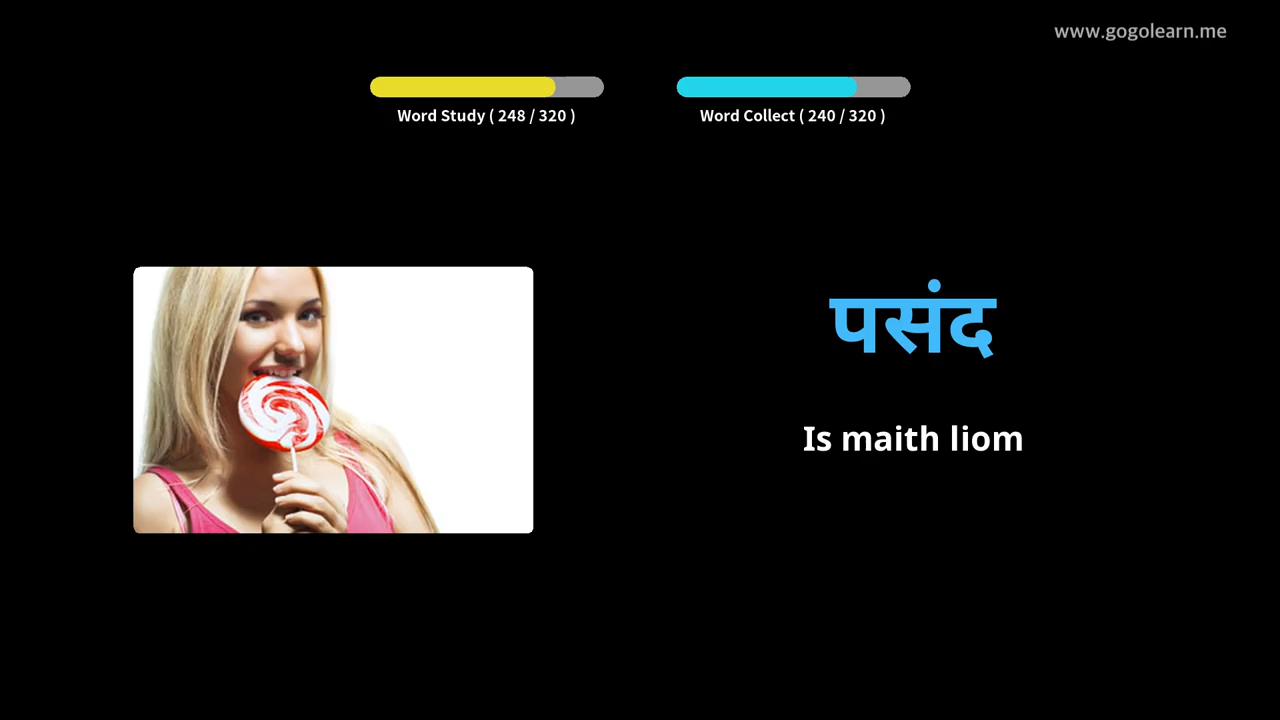 www.gogolearn.me
Word Study ( 248 / 320 )
Word Collect ( 240 / 320 )
पसंद
Is maith liom